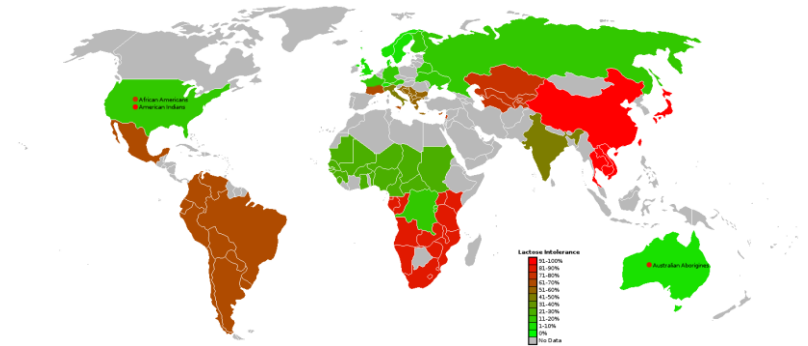 African Americans
American Indians
Lactose Intolerance
91-100%
81-90%
71-80%
61-70%
51-60%
41-50%
31-40%
21-30%
11-20%
1-10%
0%
No Data
Australian Aborigines